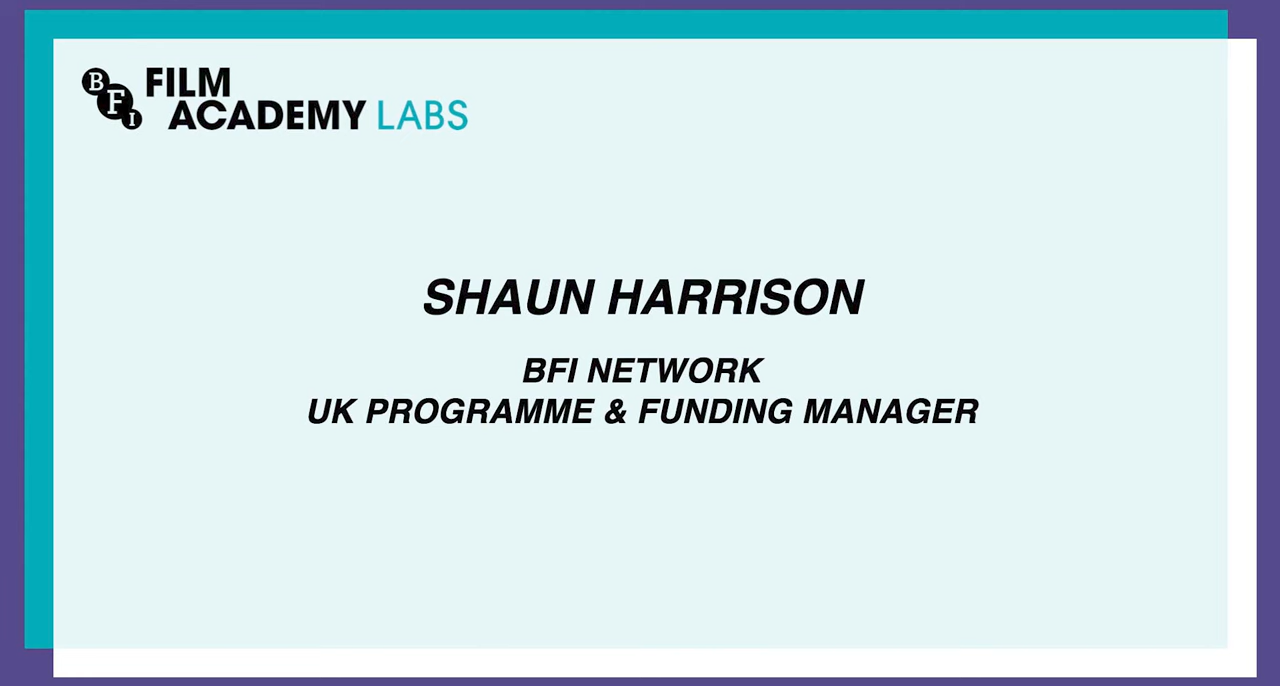 BFI FILM
ACADEMY LABS
SHAUN HARRISON
BFI NETWORK
UK PROGRAMME & FUNDING MANAGER